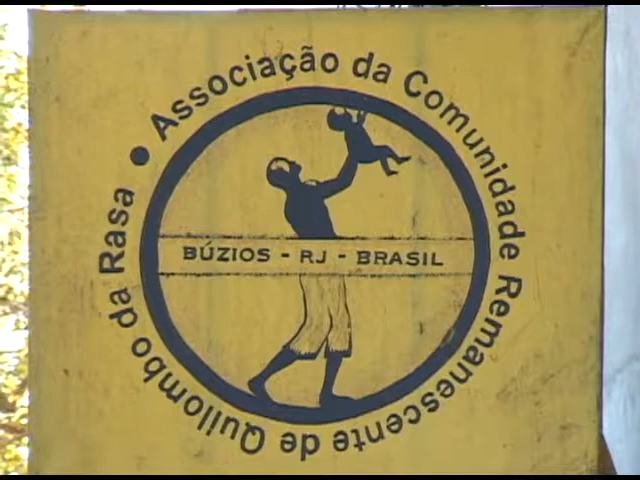 Associação da Comunidade Remanescente de Quilombo da Rasa •
BÚZIOS - RJ - BRASIL